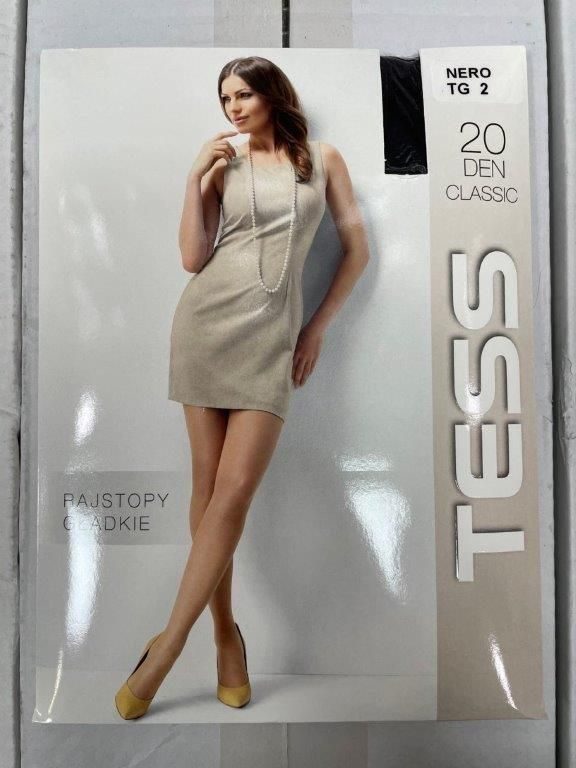 NERO
TG 2
20
DEN
CLASSIC
TESS
RAJSTOPY
GŁADKIE